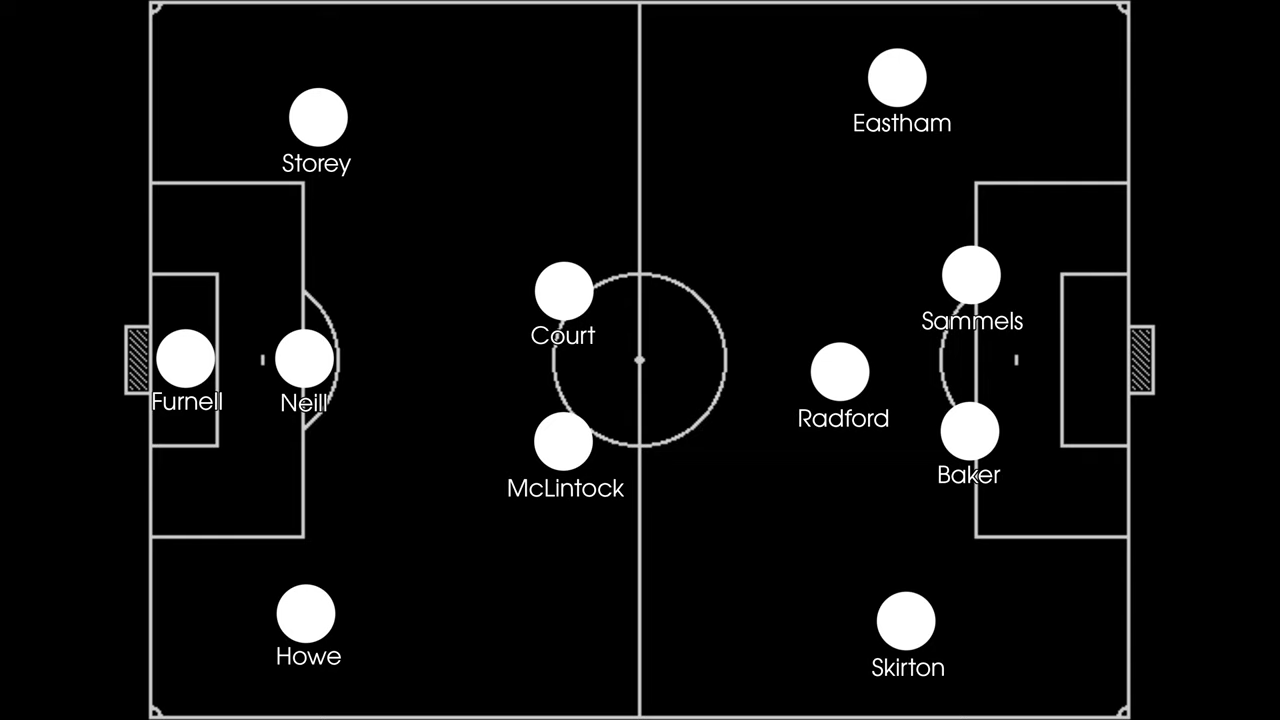 Eastham
Storey
Sammels
Court
Furnell
Neill
Radford
Baker
McLintock
Howe
Skirton